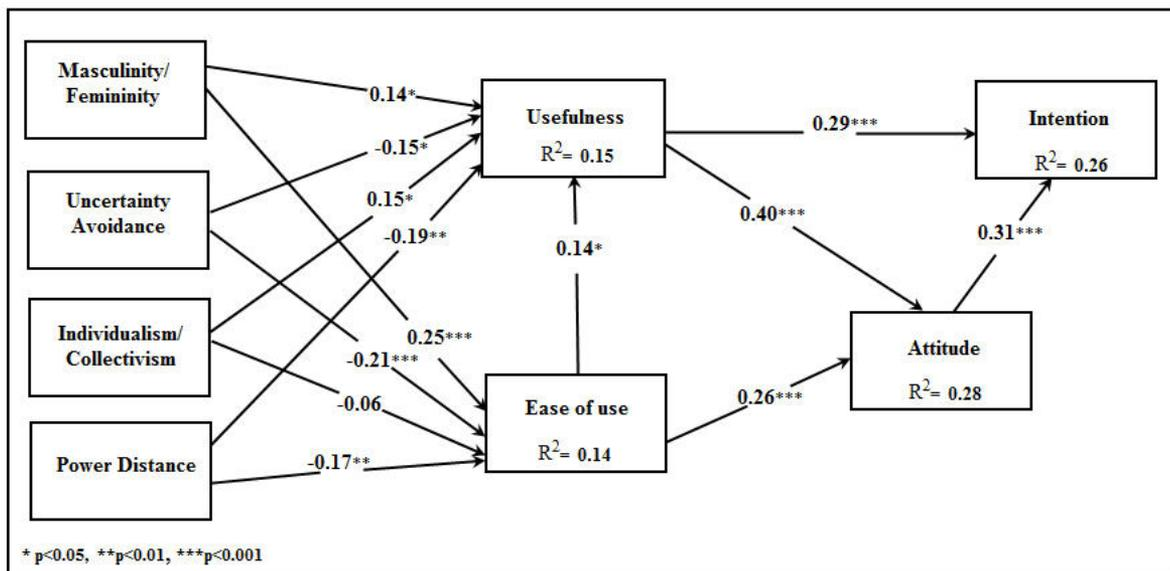 Masculinity/
Femininity
Uncertainty
Avoidance
Individualism/
Collectivism
Power Distance
0.14*
-0.15*
0.15*
-0.19**
0.25***
-0.21***
-0.06
-0.17**
Usefulness
R²= 0.15
0.14*
Ease of use
R²= 0.14
0.29***
0.40***
0.26***
Intention
R²= 0.26
0.31***
Attitude
R²= 0.28
* p<0.05, **p<0.01, ***p<0.001